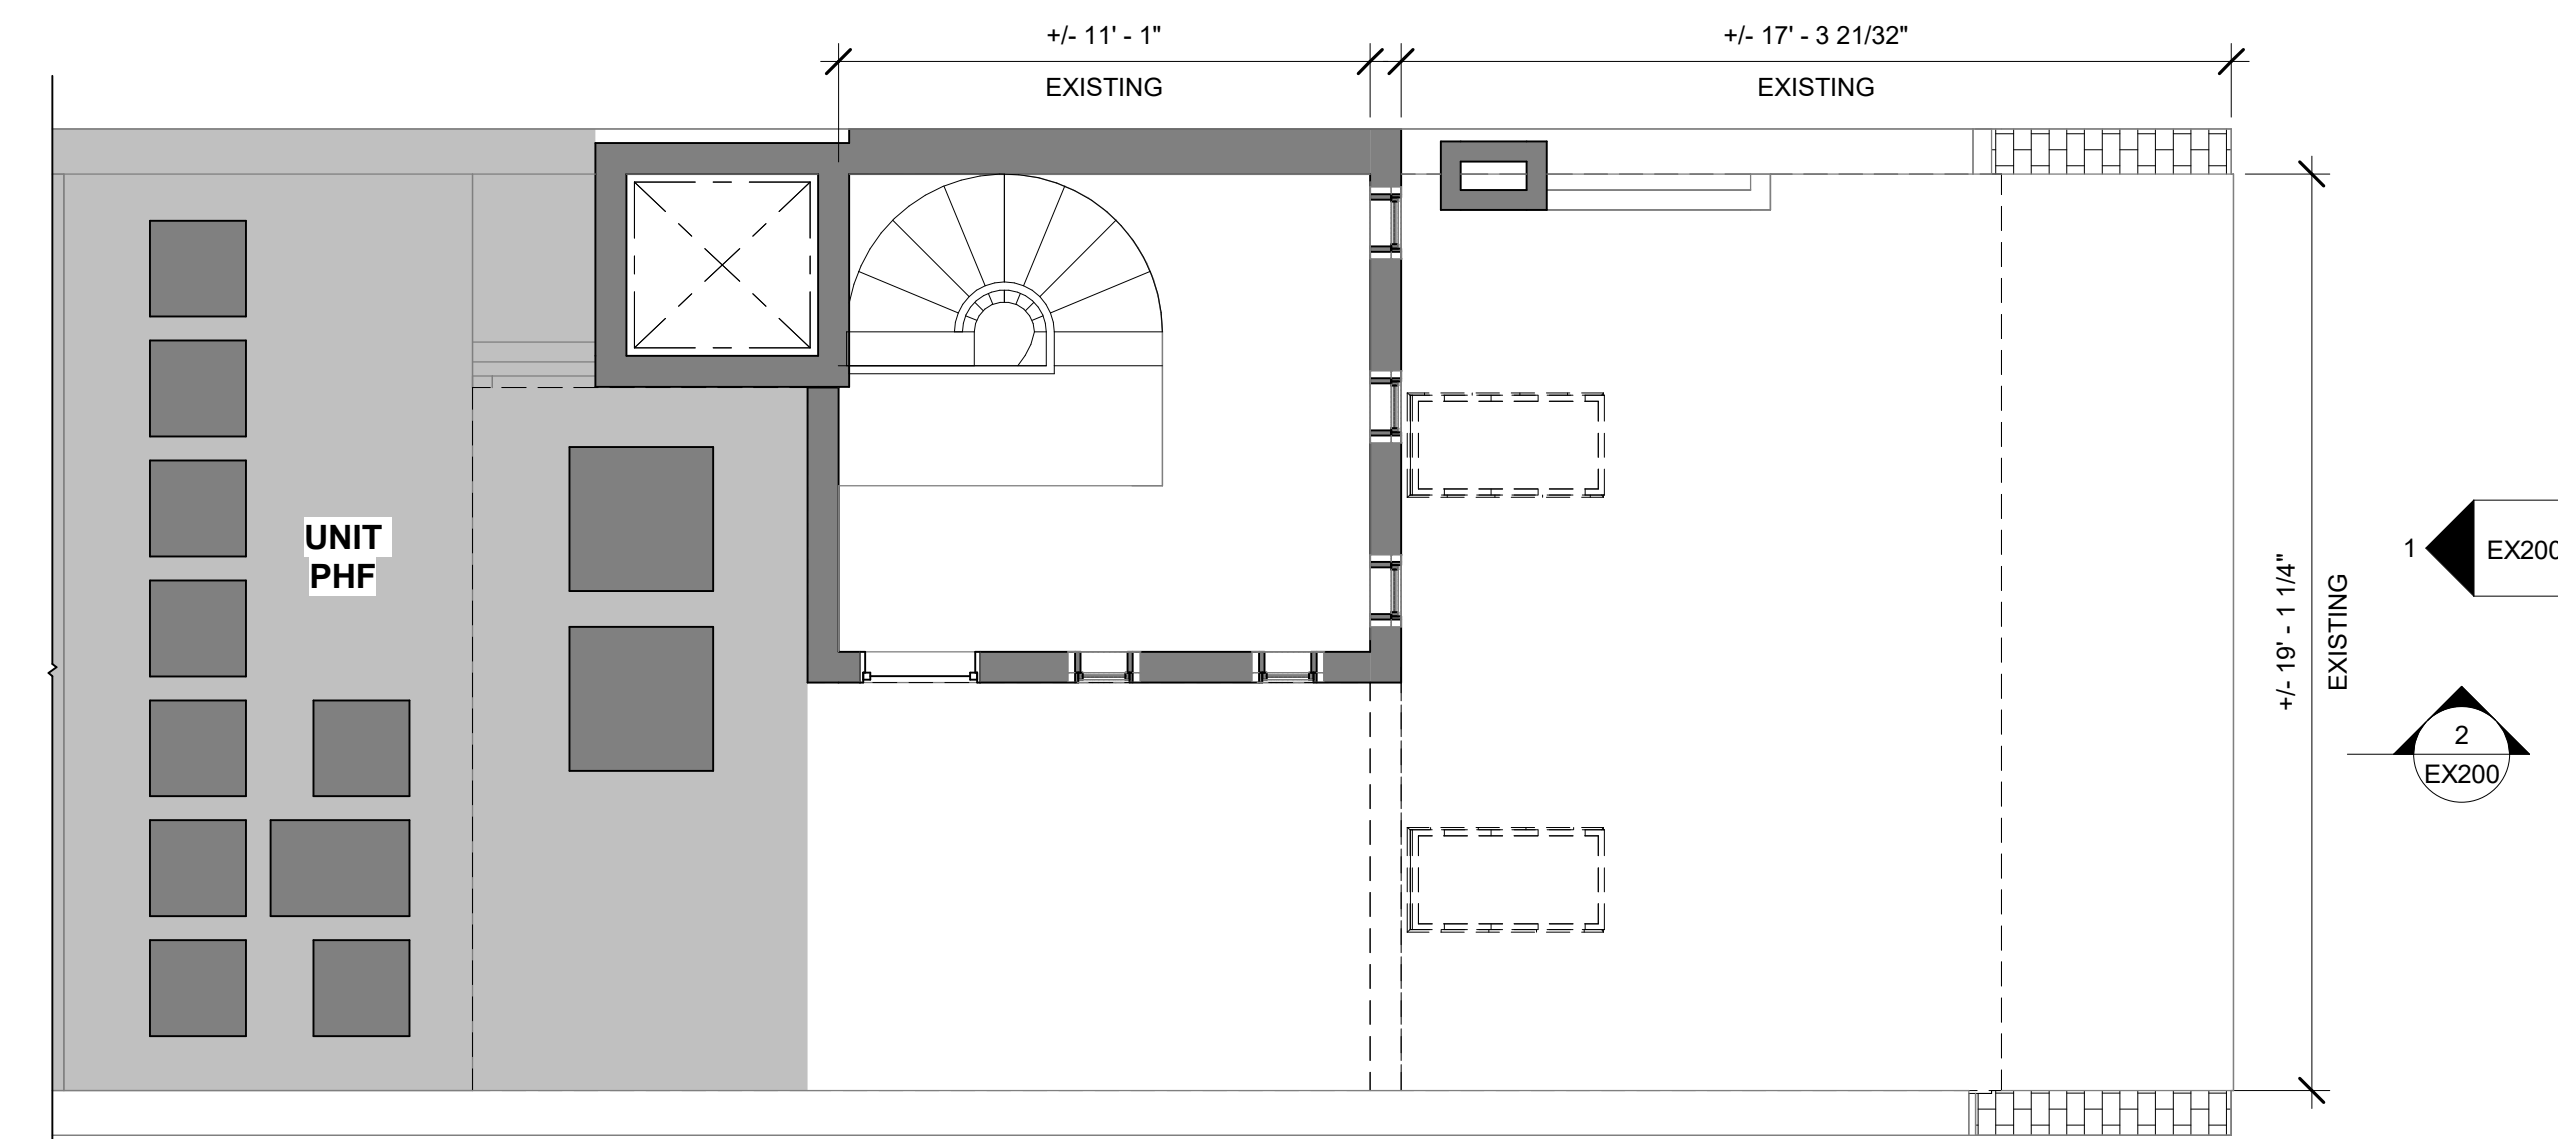 +/- 11' - 1"
EXISTING
+/- 17' - 3 21/32"
EXISTING
UNIT
PHF
+/- 19' - 1 1/4"
EXISTING
1
EX200
2
EX200